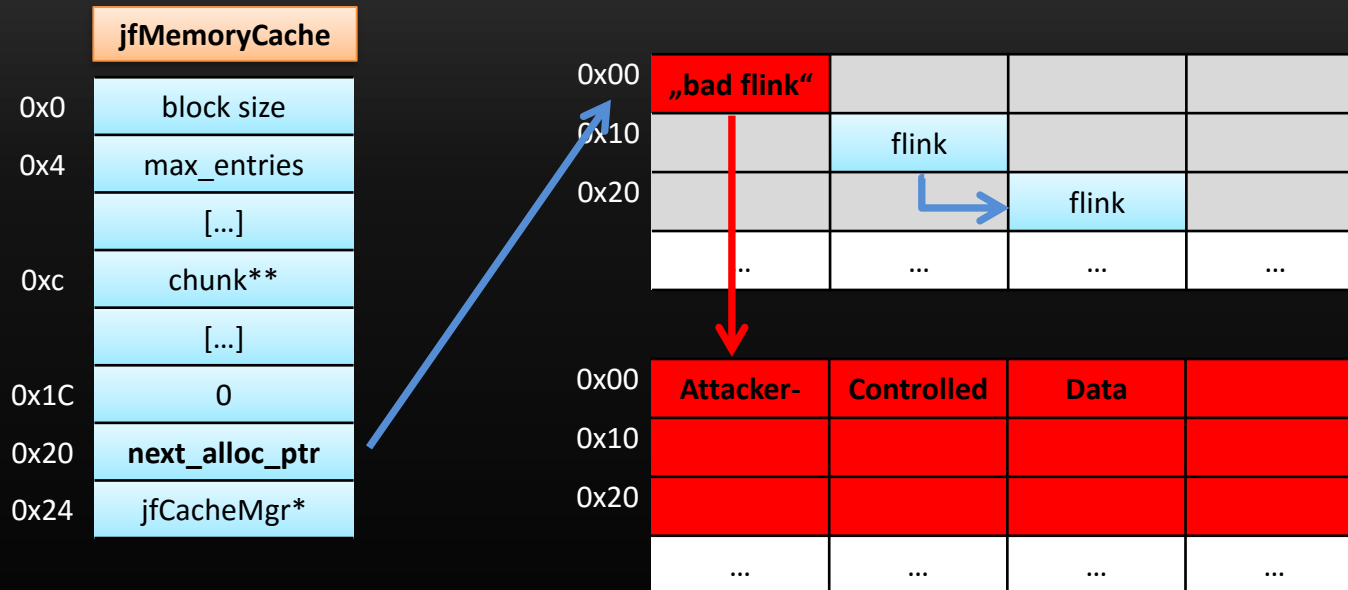 jfMemoryCache
0x0 block size
0x4 max_entries
[…]
0xc chunk**
[…]
0x1C 0
0x20 next_alloc_ptr
0x24 jfCacheMgr*
0x00 „bad flink“
0x10 flink
0x20 flink
... ... ... ...
0x00 Attacker- Controlled Data
0x10
0x20
... ... ... ...